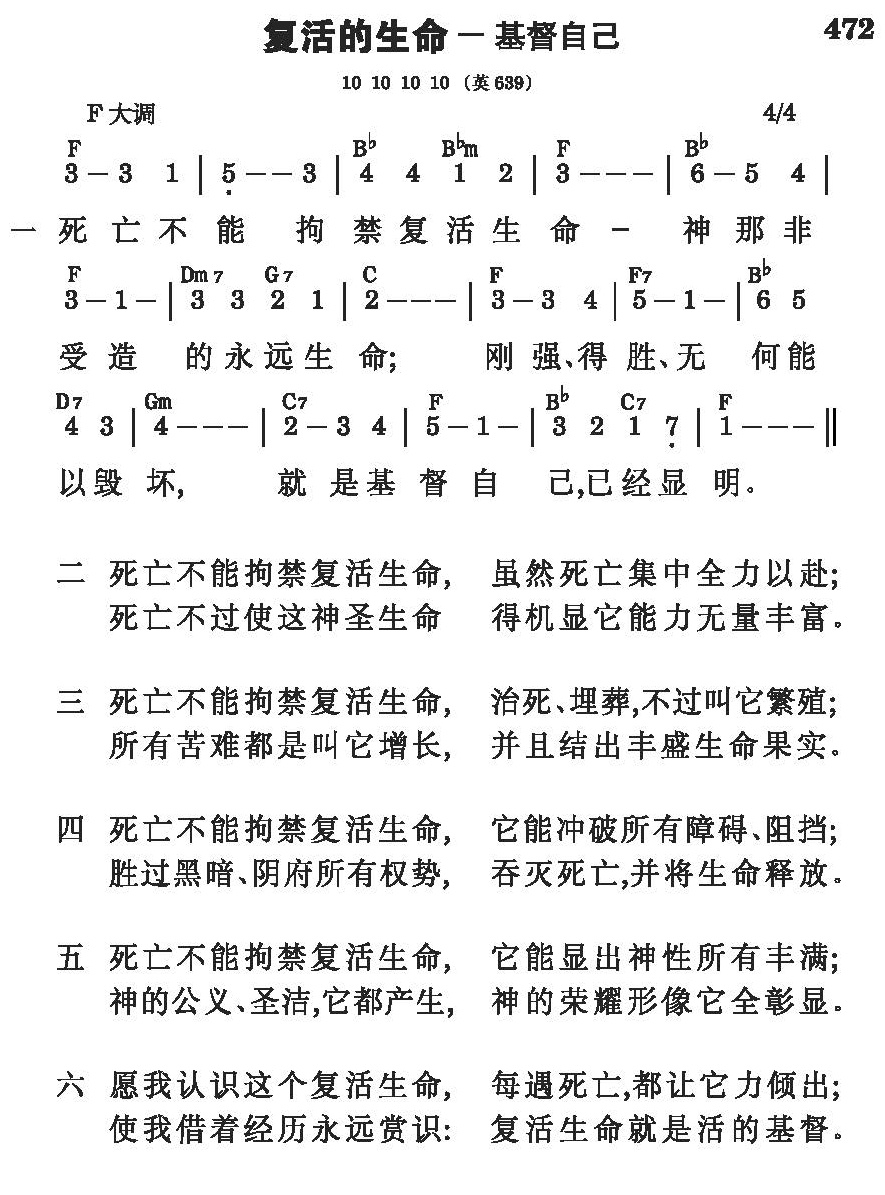 复活的生命－基督自己 472
10 10 10 10（英639）
F大调 4/4
F B♭ B♭m F B♭
3－3 1 | 5̣－－3 | 4 4 1 2 | 3－－－ | 6－5 4 |
一 死亡不能 拘禁复活生命－ 神那非
F Dm7 G7 C F F7 B♭
3－1－ | 3 3 2 1 | 2－－－ | 3－3 4 | 5－1－ | 6 5
受造 的永远生命; 刚强、得胜、无 何能
D7 Gm C7 F B♭ C7 F
4 3 | 4－－－ | 2－3 4 | 5－1－ | 3 2 1 7̣ | 1－－－ ‖
以毁坏, 就是基督自 己,已经显明。
二 死亡不能拘禁复活生命, 虽然死亡集中全力以赴;
死亡不过使这神圣生命 得机显它能力无量丰富。
三 死亡不能拘禁复活生命, 治死、埋葬,不过叫它繁殖;
所有苦难都是叫它增长, 并且结出丰盛生命果实。
四 死亡不能拘禁复活生命, 它能冲破所有障碍、阻挡;
胜过黑暗、阴府所有权势, 吞灭死亡,并将生命释放。
五 死亡不能拘禁复活生命, 它能显出神性所有丰满;
神的公义、圣洁,它都产生, 神的荣耀形像它全彰显。
六 愿我认识这个复活生命, 每遇死亡,都让它力倾出;
使我借着经历永远赏识: 复活生命就是活的基督。